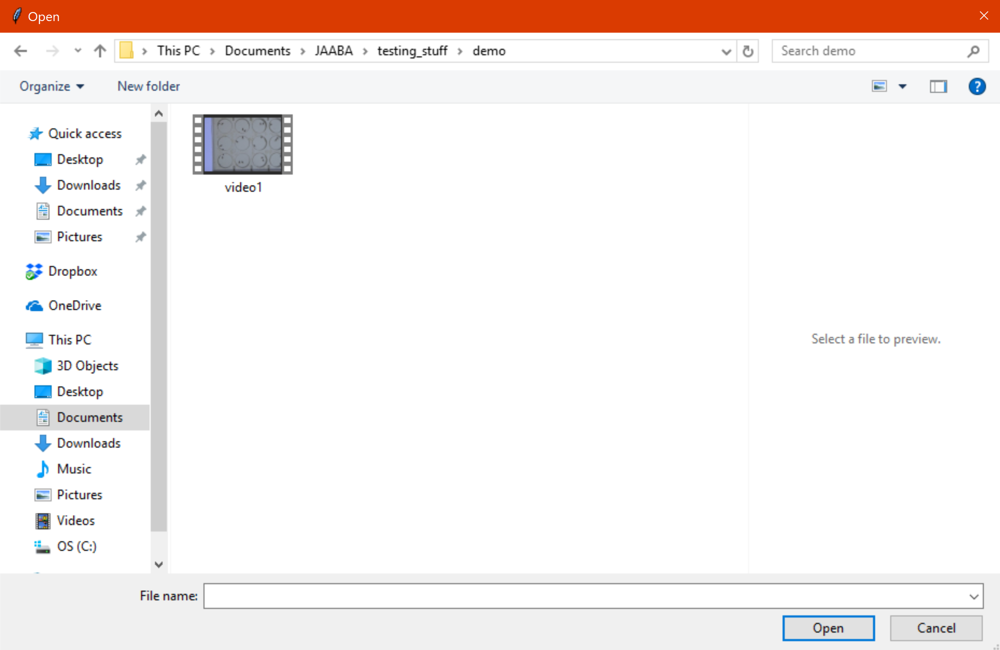 Open
This PC > Documents > JAABA > testing_stuff > demo
Search demo
Organize
New folder
?
Quick access
Desktop
Downloads
Documents
Pictures
Dropbox
OneDrive
This PC
3D Objects
Desktop
Documents
Downloads
Music
Pictures
Videos
OS (C:)
video1
Select a file to preview.
File name:
Open
Cancel